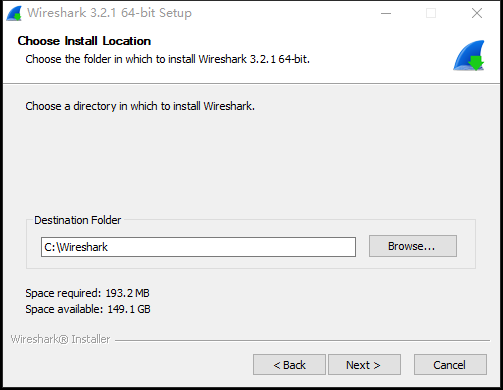 Wireshark 3.2.1 64-bit Setup
Choose Install Location
Choose the folder in which to install Wireshark 3.2.1 64-bit.
Choose a directory in which to install Wireshark.
Destination Folder
C:\Wireshark
Browse...
Space required: 193.2 MB
Space available: 149.1 GB
Wireshark® Installer
< Back
Next >
Cancel